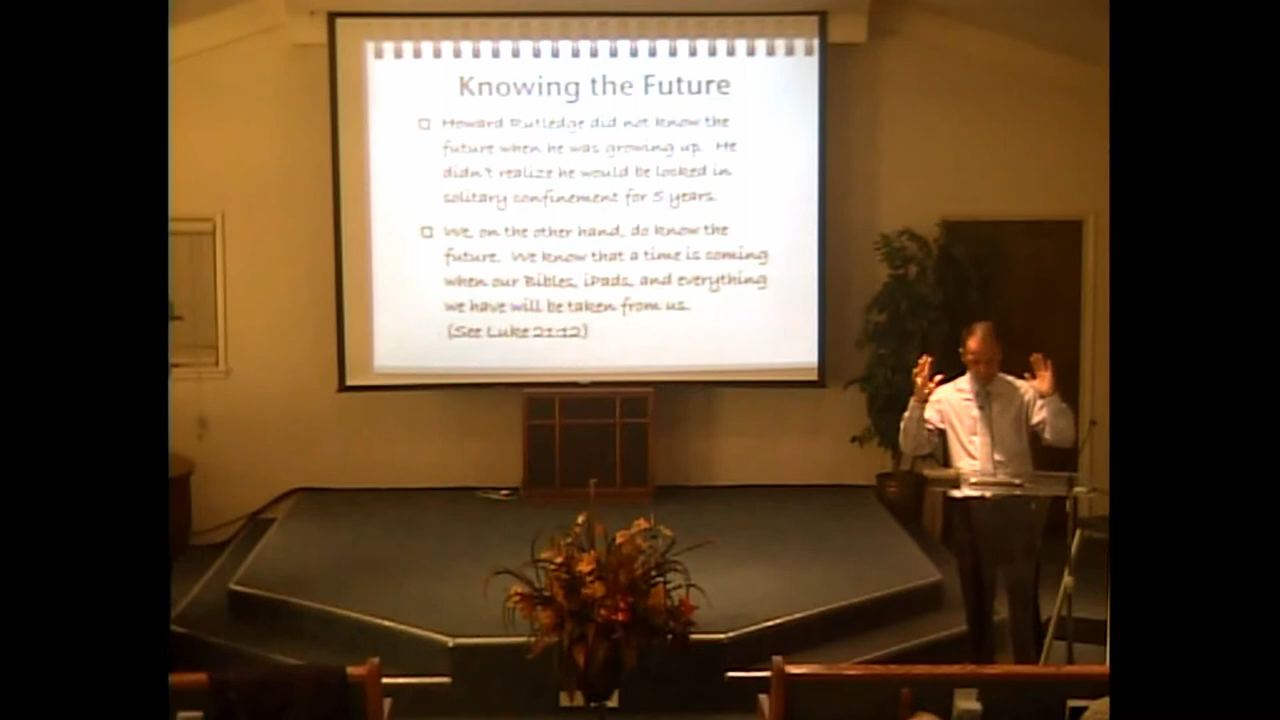 Knowing the Future
Howard Rutledge did not know the
future when he was growing up. He
didn't realize he would be locked in
solitary confinement for 5 years.
We, on the other hand, do know the
future. We know that a time is coming
when our Bibles, iPads, and everything
we have will be taken from us.
(See Luke 21:12)